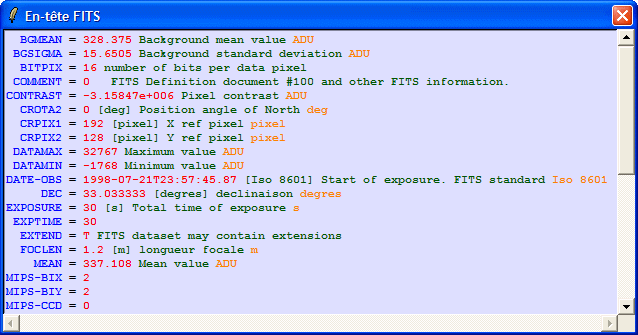 En-tête FITS
BGMEAN = 328.375 Background mean value ADU
BGSIGMA = 15.6505 Background standard deviation ADU
BITPIX = 16 number of bits per data pixel
COMMENT = 0 FITS Definition document #100 and other FITS information.
CONTRAST = -3.15847e+006 Pixel contrast ADU
CROTA2 = 0 [deg] Position angle of North deg
CRPIX1 = 192 [pixel] X ref pixel pixel
CRPIX2 = 128 [pixel] Y ref pixel pixel
DATAMAX = 32767 Maximum value ADU
DATAMIN = -1768 Minimum value ADU
DATE-OBS = 1998-07-21T23:57:45.87 [Iso 8601] Start of exposure. FITS standard Iso 8601
DEC = 33.033333 [degres] declinaison degres
EXPOSURE = 30 [s] Total time of exposure s
EXPTIME = 30
EXTEND = T FITS dataset may contain extensions
FOCLEN = 1.2 [m] longueur focale m
MEAN = 337.108 Mean value ADU
MIPS-BIX = 2
MIPS-BIY = 2
MIPS-CCD = 0